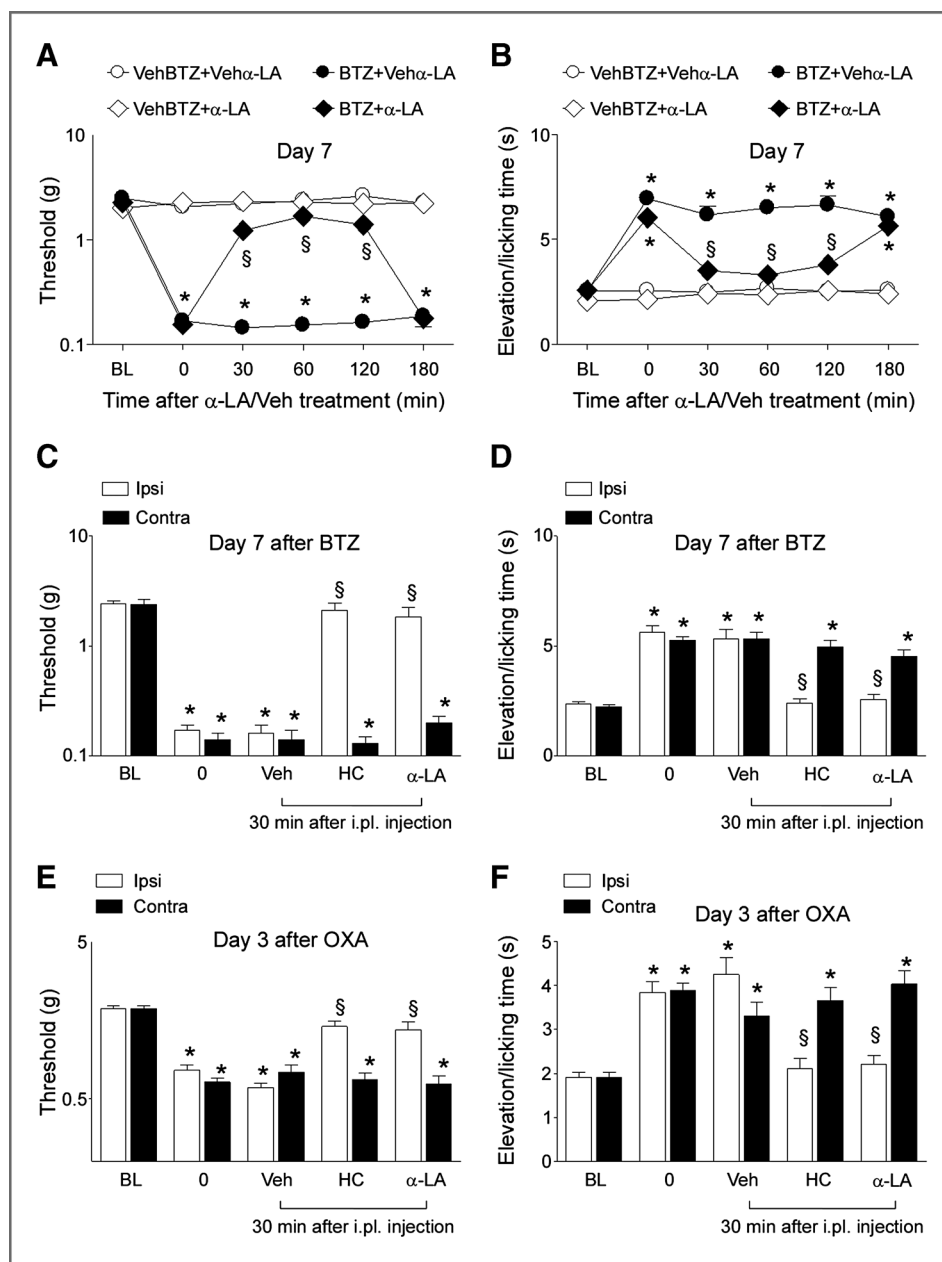 A
VehBTZ+Vehα-LA
BTZ+Vehα-LA
VehBTZ+α-LA
BTZ+α-LA
Day 7
Threshold (g)
10
1
0.1
§ § §
* * * * *
BL 0 30 60 120 180
Time after α-LA/Veh treatment (min)
B
VehBTZ+Vehα-LA
BTZ+Vehα-LA
VehBTZ+α-LA
BTZ+α-LA
Day 7
Elevation/licking time (s)
10
5
0
* * * * *
* § § § *
BL 0 30 60 120 180
Time after α-LA/Veh treatment (min)
C
Ipsi
Contra
Day 7 after BTZ
Threshold (g)
10
1
0.1
§ §
* * * * * *
BL 0 Veh HC α-LA
30 min after i.pl. injection
D
Ipsi
Contra
Day 7 after BTZ
Elevation/licking time (s)
10
5
0
* * * * * *
§ §
BL 0 Veh HC α-LA
30 min after i.pl. injection
E
Ipsi
Contra
Day 3 after OXA
Threshold (g)
5
0.5
§ §
* * * * * *
BL 0 Veh HC α-LA
30 min after i.pl. injection
F
Ipsi
Contra
Day 3 after OXA
Elevation/licking time (s)
5
4
3
2
1
0
* * * * * *
§ §
BL 0 Veh HC α-LA
30 min after i.pl. injection